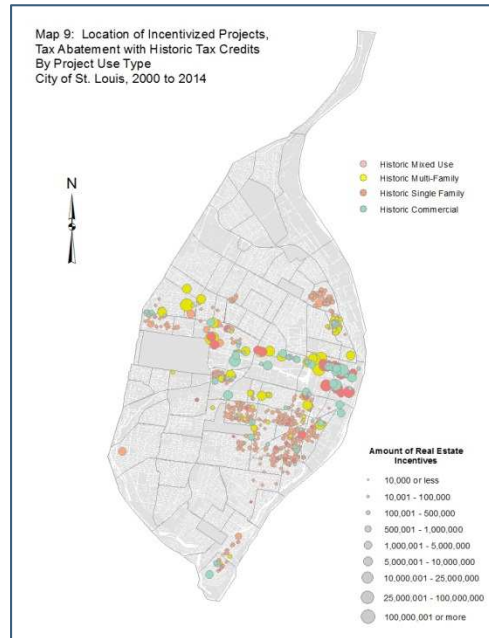 Map 9: Location of Incentivized Projects,
Tax Abatement with Historic Tax Credits
By Project Use Type
City of St. Louis, 2000 to 2014
N
Historic Mixed Use
Historic Multi-Family
Historic Single Family
Historic Commercial
Amount of Real Estate
Incentives
10,000 or less
10,001 - 100,000
100,001 - 500,000
500,001 - 1,000,000
1,000,001 - 5,000,000
5,000,001 - 10,000,000
10,000,001 - 25,000,000
25,000,001 - 100,000,000
100,000,001 or more